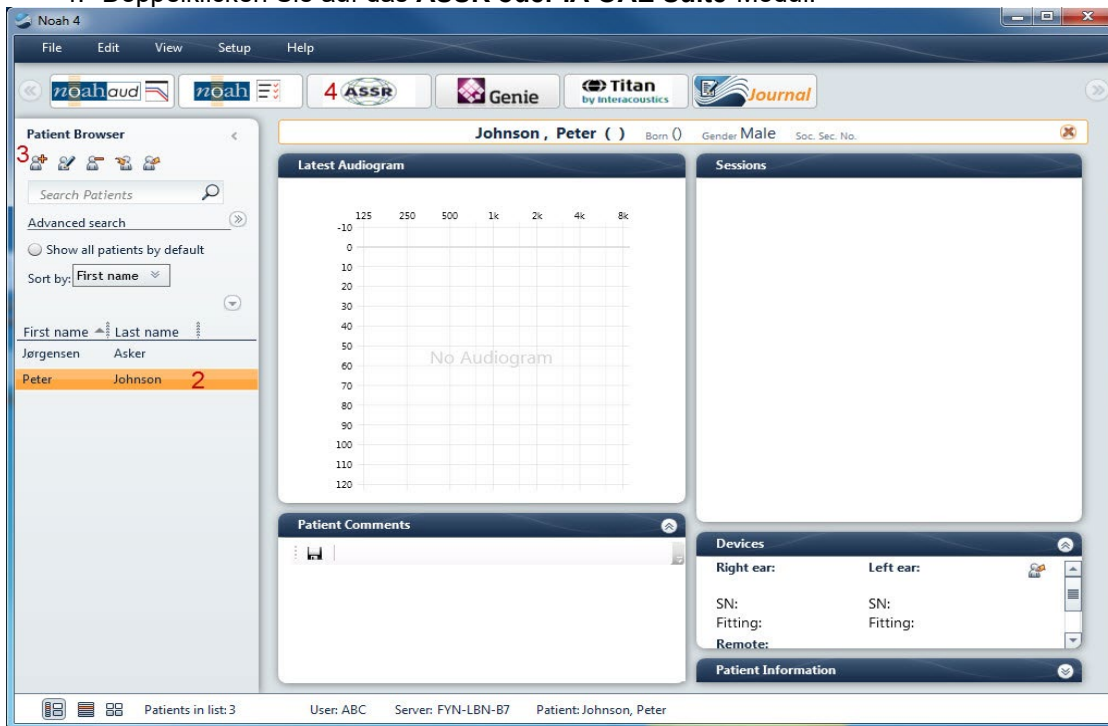 4. Doppelklicken Sie auf das ASSR oder IA OAE Suite-Modul.
Noah 4
File Edit View Setup Help
noah aud noah 4 ASSR Genie Titan by Interacoustics Journal
Patient Browser
Johnson , Peter ( ) Born () Gender Male Soc. Sec. No.
3
Search Patients
Advanced search
Show all patients by default
Sort by: First name
First name Last name
Jørgensen Asker
Peter Johnson 2
Latest Audiogram
125 250 500 1k 2k 4k 8k
-10
0
10
20
30
40
50
No Audiogram
60
70
80
90
100
110
120
Sessions
Patient Comments
Devices
Right ear: Left ear:
SN: SN:
Fitting: Fitting:
Remote:
Patient Information
Patients in list: 3 User: ABC Server: FYN-LBN-B7 Patient: Johnson, Peter